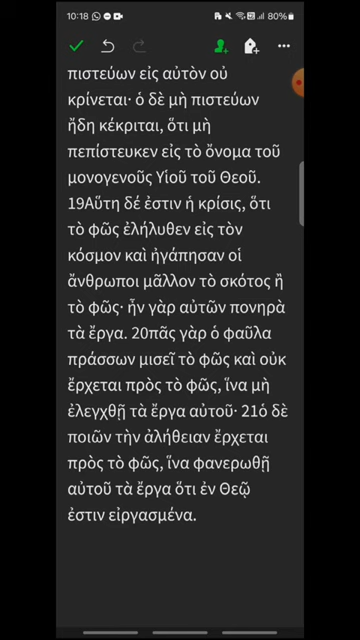 10:18 80%
πιστεύων εἰς αὐτὸν οὐ
κρίνεται· ὁ δὲ μὴ πιστεύων
ἤδη κέκριται, ὅτι μὴ
πεπίστευκεν εἰς τὸ ὄνομα τοῦ
μονογενοῦς Υἱοῦ τοῦ Θεοῦ.
19Αὕτη δέ ἐστιν ἡ κρίσις, ὅτι
τὸ φῶς ἐλήλυθεν εἰς τὸν
κόσμον καὶ ἠγάπησαν οἱ
ἄνθρωποι μᾶλλον τὸ σκότος ἢ
τὸ φῶς· ἦν γὰρ αὐτῶν πονηρὰ
τὰ ἔργα. 20πᾶς γὰρ ὁ φαῦλα
πράσσων μισεῖ τὸ φῶς καὶ οὐκ
ἔρχεται πρὸς τὸ φῶς, ἵνα μὴ
ἐλεγχθῇ τὰ ἔργα αὐτοῦ· 21ὁ δὲ
ποιῶν τὴν ἀλήθειαν ἔρχεται
πρὸς τὸ φῶς, ἵνα φανερωθῇ
αὐτοῦ τὰ ἔργα ὅτι ἐν Θεῷ
ἐστιν εἰργασμένα.